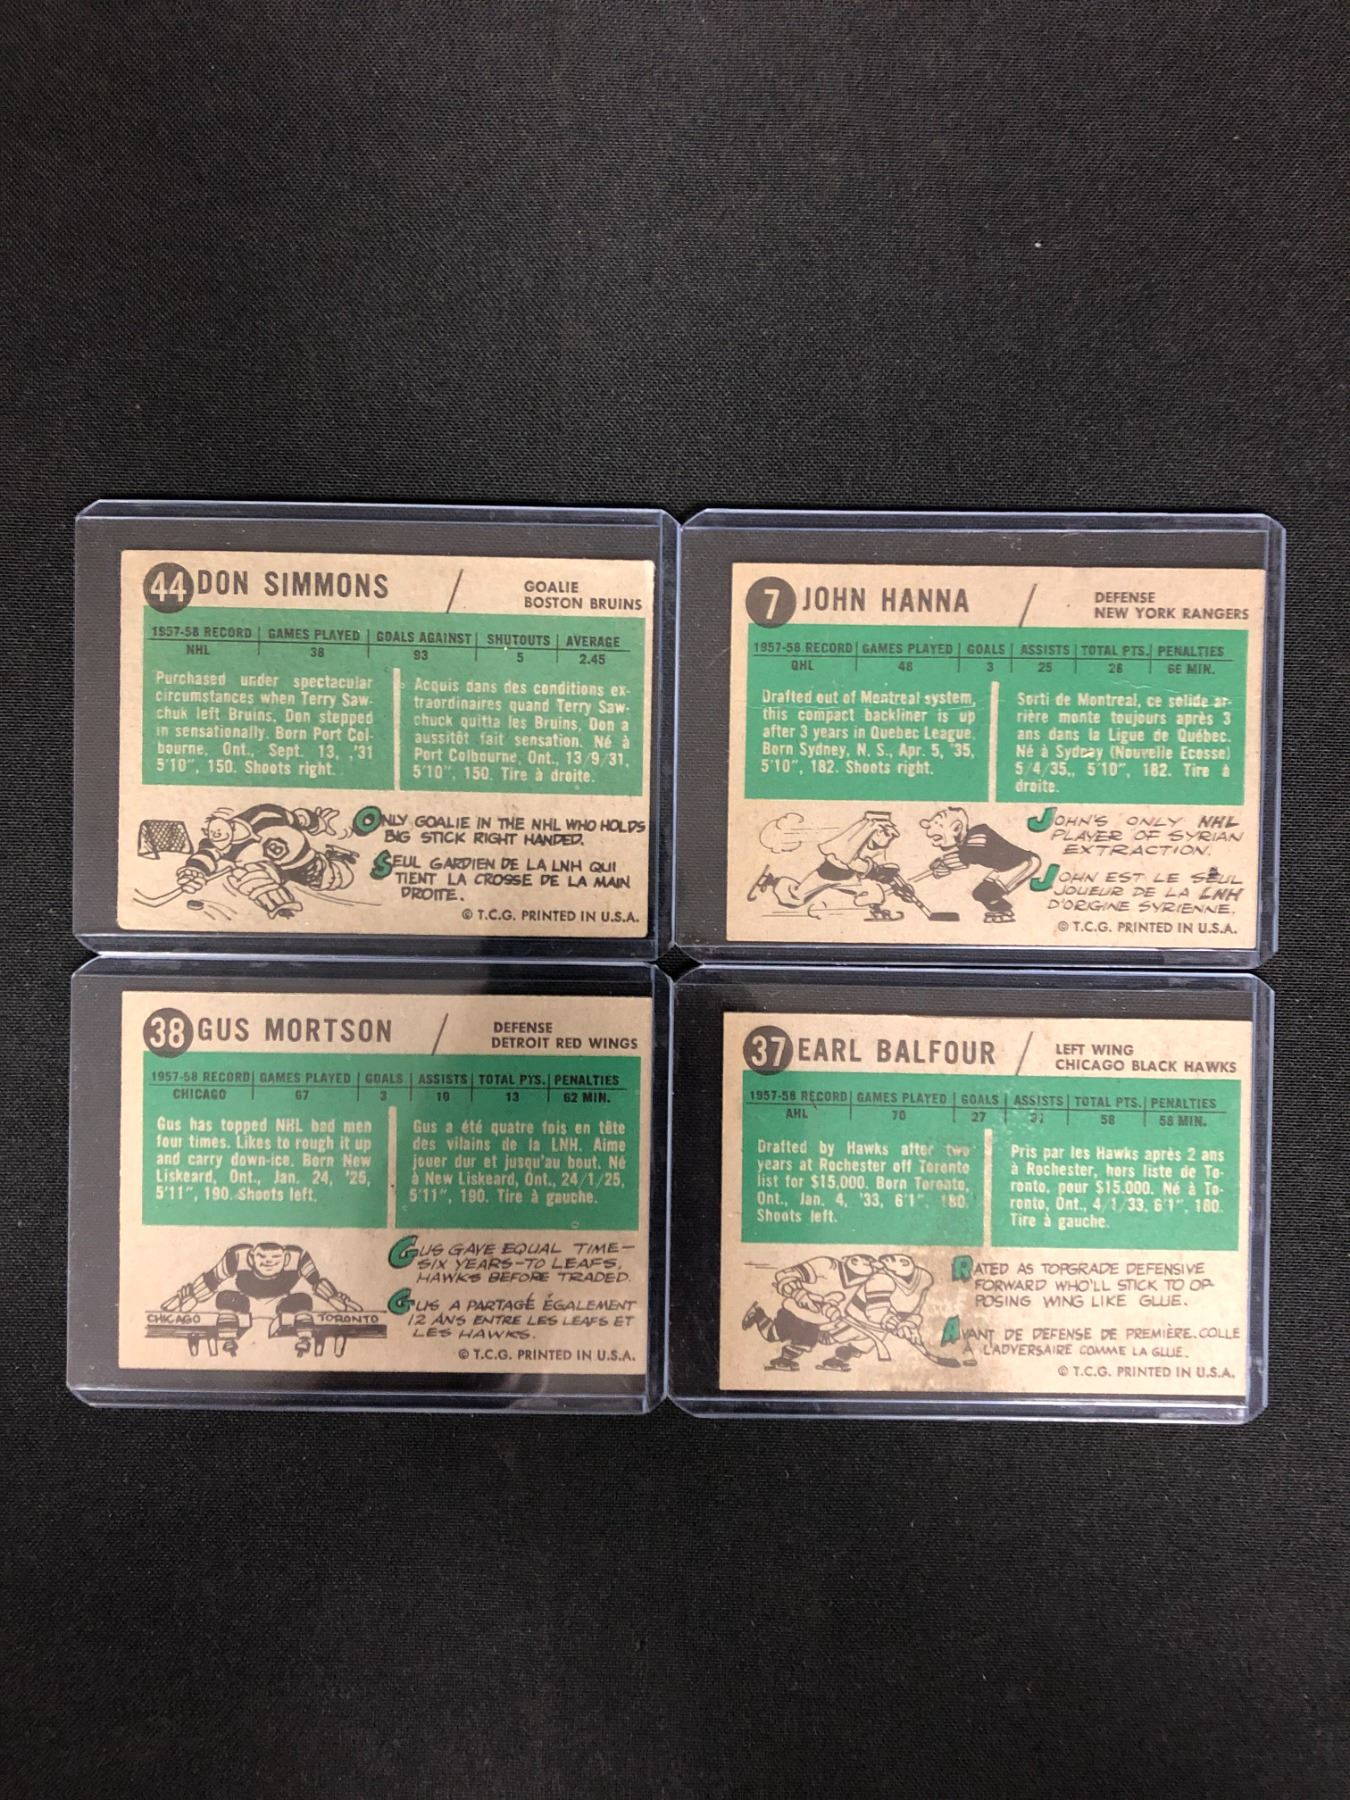 44 DON SIMMONS / GOALIE
BOSTON BRUINS
1957-58 RECORD GAMES PLAYED GOALS AGAINST SHUTOUTS AVERAGE
NHL 38 93 5 2.45
Purchased under spectacular
circumstances when Terry Saw-
chuk left Bruins, Don stepped
in sensationally. Born Port Col-
bourne, Ont., Sept. 13, '31
5'10", 150. Shoots right.
Acquis dans des conditions ex-
traordinaires quand Terry Saw-
chuck quitta les Bruins, Don a
aussitôt fait sensation. Né à
Port Colbourne, Ont., 13/9/31,
5'10", 150. Tire à droite.
B
ONLY GOALIE IN THE NHL WHO HOLDS
BIG STICK RIGHT HANDED.
SEUL GARDIEN DE LA LNH QUI
TIENT LA CROSSE DE LA MAIN
DROITE.
© T.C.G. PRINTED IN U.S.A.
7 JOHN HANNA / DEFENSE
NEW YORK RANGERS
1957-58 RECORD GAMES PLAYED GOALS ASSISTS TOTAL PTS. PENALTIES
QHL 48 3 25 28 66 MIN.
Drafted out of Montreal system,
this compact backliner is up
after 3 years in Quebec League.
Born Sydney, N. S., Apr. 5, '35,
5'10", 182. Shoots right.
Sorti de Montreal, ce solide ar-
rière monte toujours après 3
ans dans la Ligue de Québec.
Né à Sydney (Nouvelle Ecosse)
5/4/35,, 5'10", 182. Tire à
droite.
JOHN'S ONLY NHL
PLAYER OF SYRIAN
EXTRACTION.
JOHN EST LE SEUL
JOUEUR DE LA LNH
D'ORIGINE SYRIENNE.
© T.C.G. PRINTED IN U.S.A.
38 GUS MORTSON / DEFENSE
DETROIT RED WINGS
1957-58 RECORD GAMES PLAYED GOALS ASSISTS TOTAL PTS. PENALTIES
CHICAGO 67 3 10 13 62 MIN.
Gus has topped NHL bad men
four times. Likes to rough it up
and carry down-ice. Born New
Liskeard, Ont., Jan. 24, '25,
5'11", 190. Shoots left.
Gus a été quatre fois en tête
des vilains de la LNH. Aime
jouer dur et jusqu'au bout. Né
à New Liskeard, Ont., 24/1/25,
5'11", 190. Tire à gauche.
CHICAGO TORONTO
GUS GAVE EQUAL TIME—
SIX YEARS—TO LEAFS,
HAWKS BEFORE TRADED.
GUS A PARTAGÉ ÉGALEMENT
12 ANS ENTRE LES LEAFS ET
LES HAWKS.
© T.C.G. PRINTED IN U.S.A.
37 EARL BALFOUR / LEFT WING
CHICAGO BLACK HAWKS
1957-58 RECORD GAMES PLAYED GOALS ASSISTS TOTAL PTS. PENALTIES
AHL 70 27 31 58 58 MIN.
Drafted by Hawks after two
years at Rochester off Toronto
list for $15,000. Born Toronto,
Ont., Jan. 4, '33, 6'1", 180.
Shoots left.
Pris par les Hawks après 2 ans
à Rochester, hors liste de To-
ronto, pour $15.000. Né à To-
ronto, Ont., 4/1/33, 6'1", 180.
Tire à gauche.
RATED AS TOPGRADE DEFENSIVE
FORWARD WHO'LL STICK TO OP-
POSING WING LIKE GLUE.
AVANT DE DEFENSE DE PREMIÈRE.COLLE
A L'ADVERSAIRE COMME LA GLUE.
© T.C.G. PRINTED IN U.S.A.